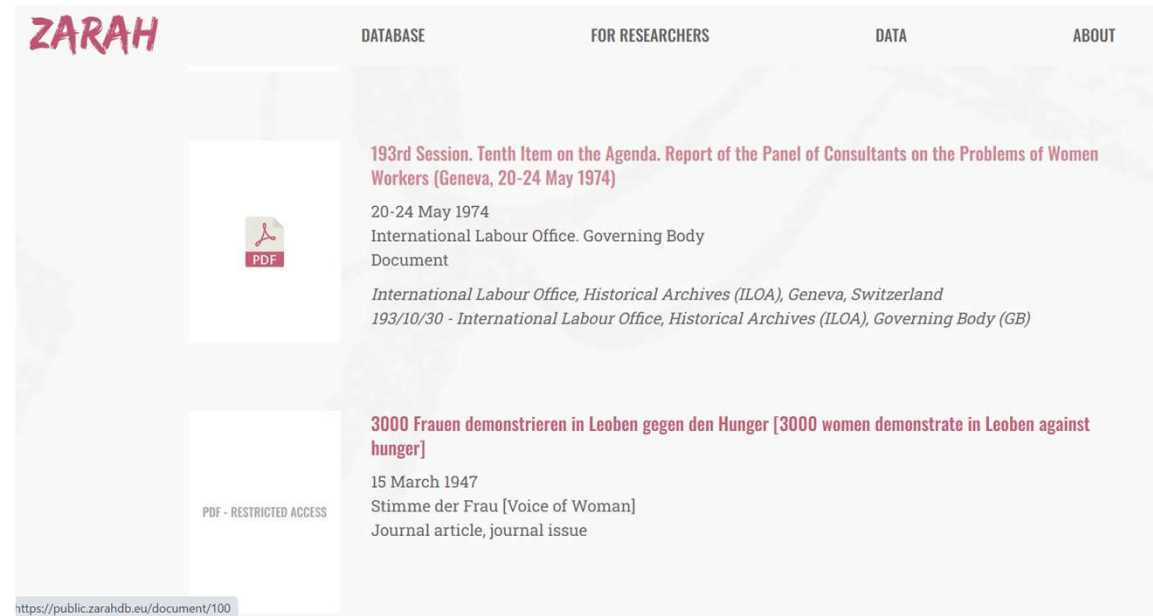 ZARAH
DATABASE
FOR RESEARCHERS
DATA
ABOUT
193rd Session. Tenth Item on the Agenda. Report of the Panel of Consultants on the Problems of Women
Workers (Geneva, 20-24 May 1974)
20-24 May 1974
International Labour Office. Governing Body
Document
International Labour Office, Historical Archives (ILOA), Geneva, Switzerland
193/10/30 - International Labour Office, Historical Archives (ILOA), Governing Body (GB)
PDF
3000 Frauen demonstrieren in Leoben gegen den Hunger [3000 women demonstrate in Leoben against
hunger]
15 March 1947
Stimme der Frau [Voice of Woman]
Journal article, journal issue
PDF - RESTRICTED ACCESS
https://public.zarahdb.eu/document/100